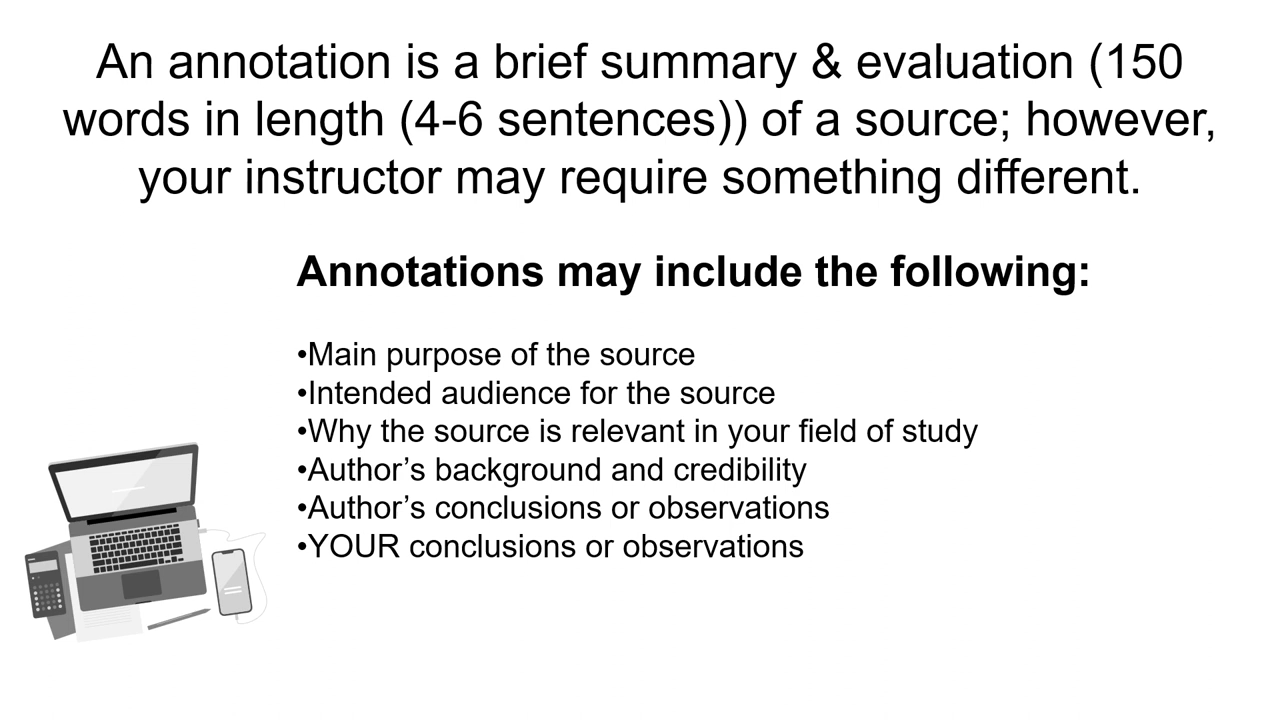 An annotation is a brief summary & evaluation (150
words in length (4-6 sentences)) of a source; however,
your instructor may require something different.
Annotations may include the following:
•Main purpose of the source
•Intended audience for the source
•Why the source is relevant in your field of study
•Author’s background and credibility
•Author’s conclusions or observations
•YOUR conclusions or observations